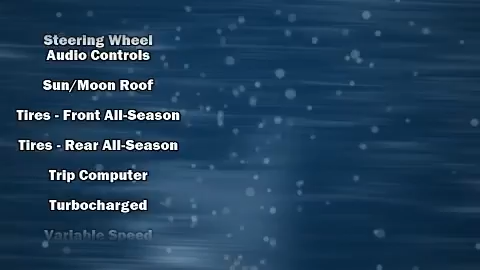 Steering Wheel
Audio Controls
Sun/Moon Roof
Tires - Front All-Season
Tires - Rear All-Season
Trip Computer
Turbocharged
Variable Speed